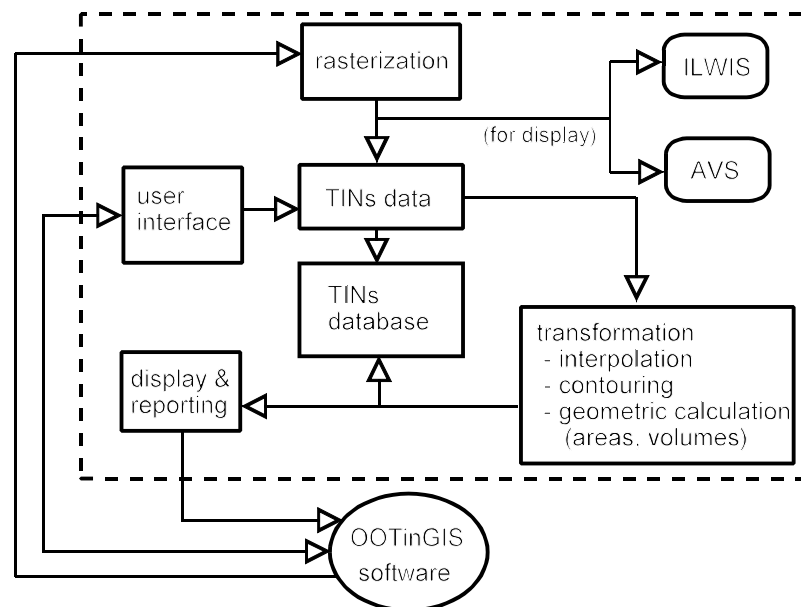 rasterization
ILWIS
(for display)
AVS
user
interface
TINs data
TINs
database
transformation
- interpolation
- contouring
- geometric calculation
(areas, volumes)
display &
reporting
OOTinGIS
software